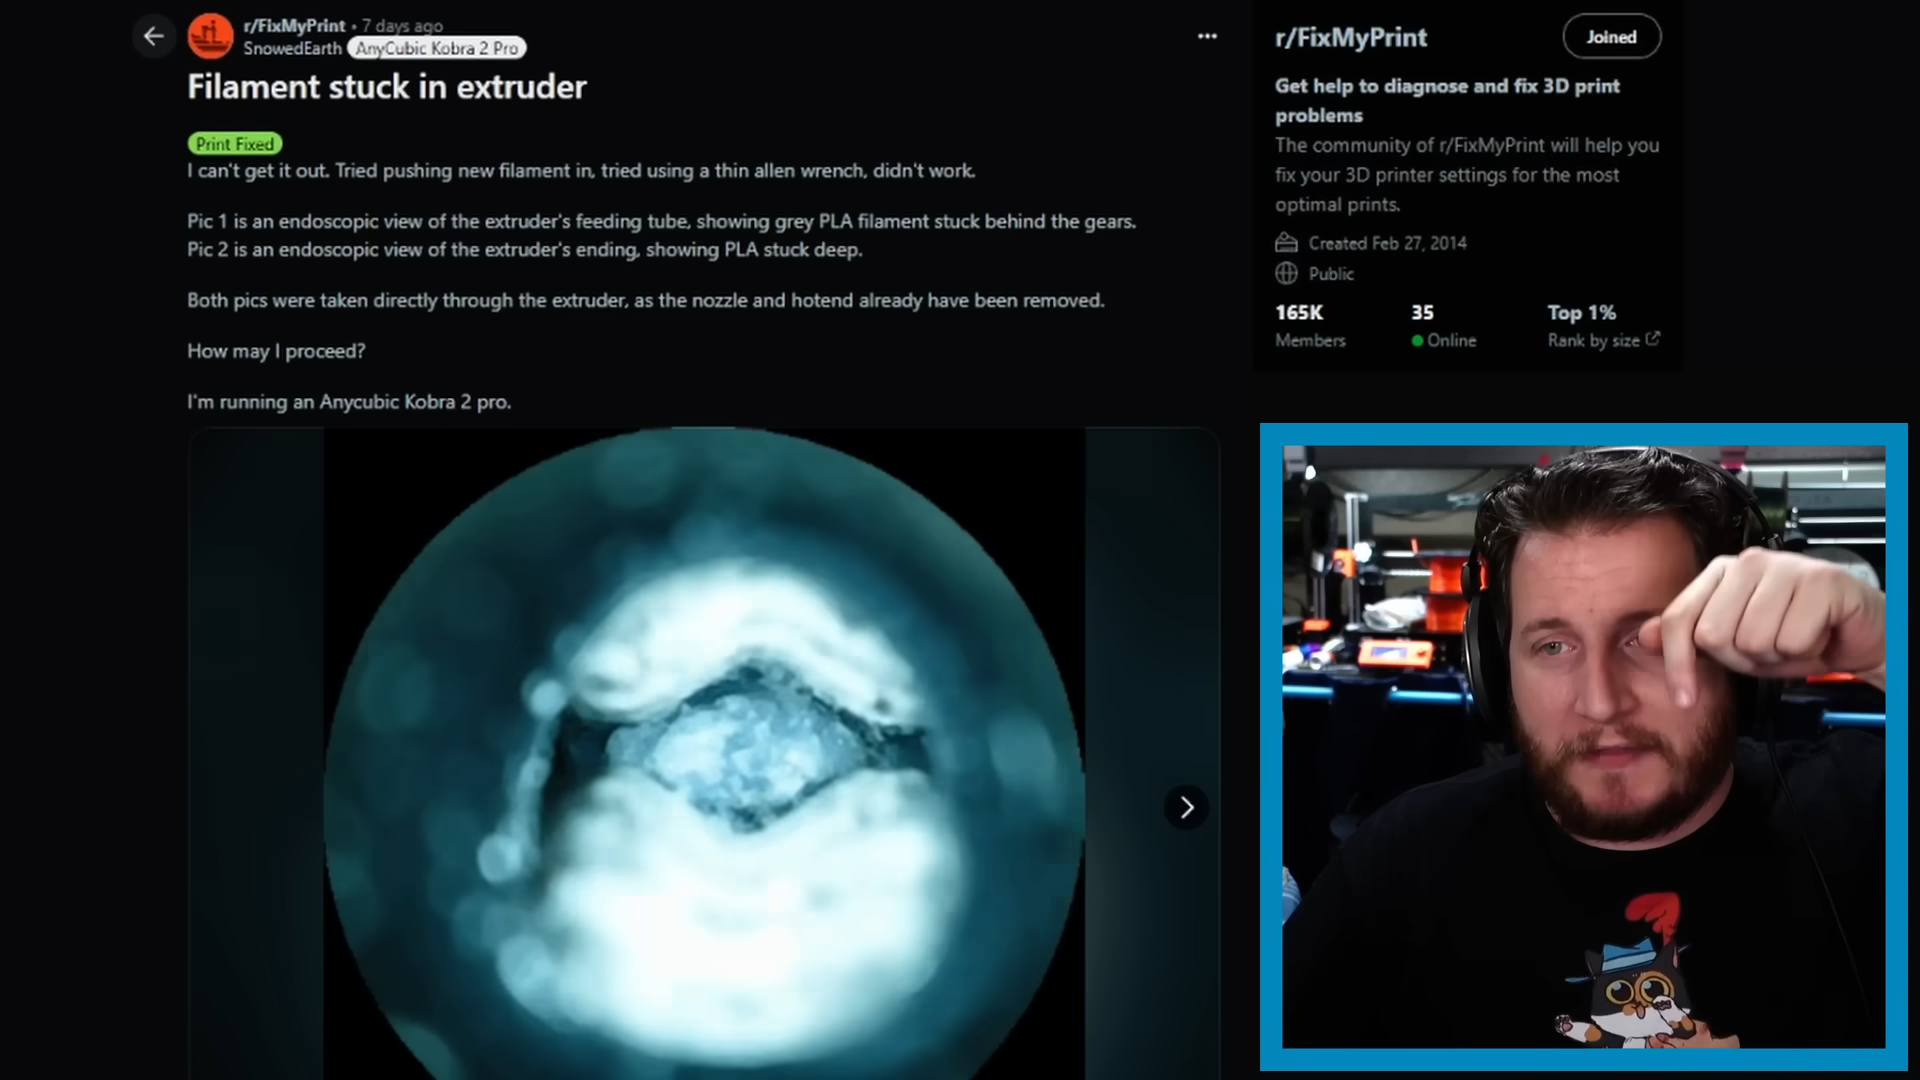 r/FixMyPrint • 7 days ago
SnowedEarth AnyCubic Kobra 2 Pro
Filament stuck in extruder
Print Fixed
I can't get it out. Tried pushing new filament in, tried using a thin allen wrench, didn't work.
Pic 1 is an endoscopic view of the extruder's feeding tube, showing grey PLA filament stuck behind the gears.
Pic 2 is an endoscopic view of the extruder's ending, showing PLA stuck deep.
Both pics were taken directly through the extruder, as the nozzle and hotend already have been removed.
How may I proceed?
I'm running an Anycubic Kobra 2 pro.
r/FixMyPrint
Joined
Get help to diagnose and fix 3D print
problems
The community of r/FixMyPrint will help you
fix your 3D printer settings for the most
optimal prints.
Created Feb 27, 2014
Public
165K 35 Top 1%
Members Online Rank by size